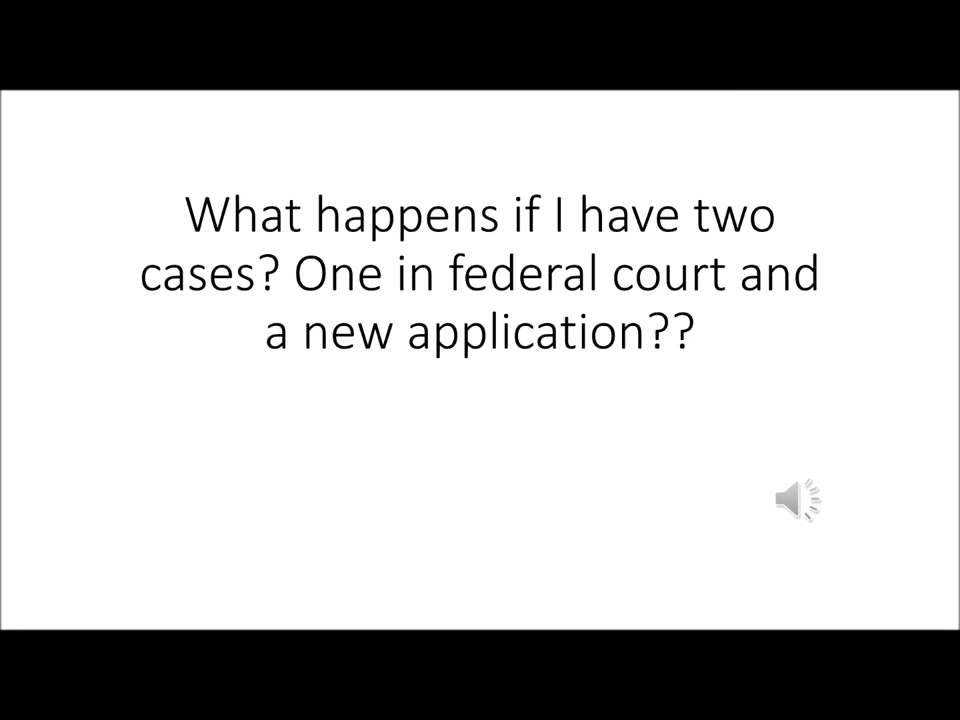 What happens if I have two
cases? One in federal court and
a new application??